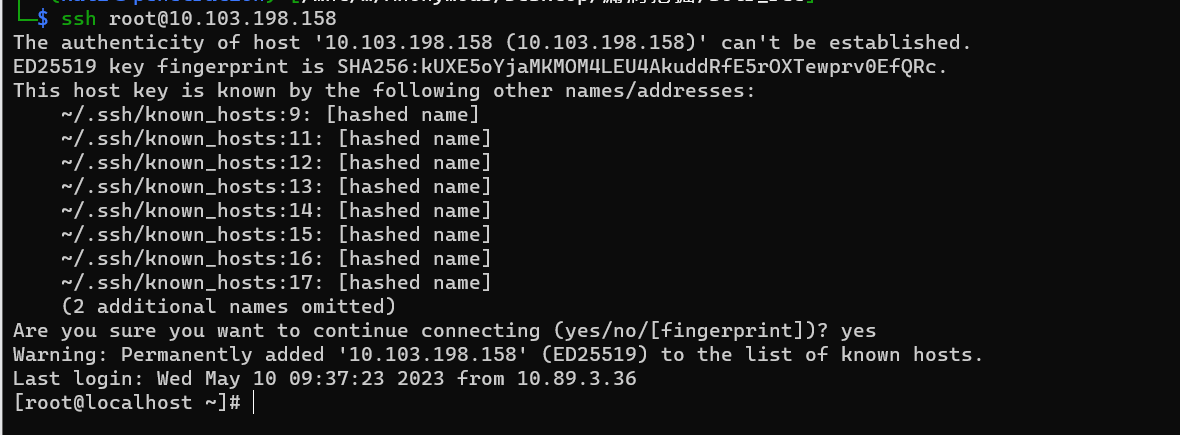 └─$ ssh root@10.103.198.158
The authenticity of host '10.103.198.158 (10.103.198.158)' can't be established.
ED25519 key fingerprint is SHA256:kUXE5oYjaMKMOM4LEU4AkuddRfE5rOXTewprv0EfQRc.
This host key is known by the following other names/addresses:
    ~/.ssh/known_hosts:9: [hashed name]
    ~/.ssh/known_hosts:11: [hashed name]
    ~/.ssh/known_hosts:12: [hashed name]
    ~/.ssh/known_hosts:13: [hashed name]
    ~/.ssh/known_hosts:14: [hashed name]
    ~/.ssh/known_hosts:15: [hashed name]
    ~/.ssh/known_hosts:16: [hashed name]
    ~/.ssh/known_hosts:17: [hashed name]
    (2 additional names omitted)
Are you sure you want to continue connecting (yes/no/[fingerprint])? yes
Warning: Permanently added '10.103.198.158' (ED25519) to the list of known hosts.
Last login: Wed May 10 09:37:23 2023 from 10.89.3.36
[root@localhost ~]#